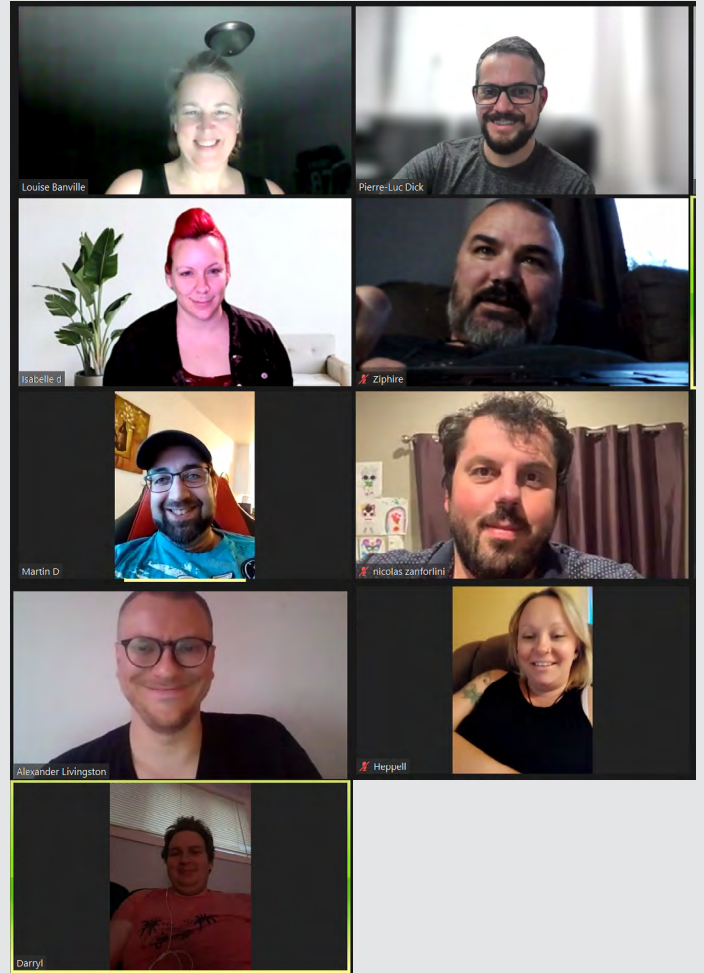 Louise Banville
Pierre-Luc Dick
Isabelle d
Ziphire
Martin D
nicolas zanforlini
Alexander Livingston
Heppell
Darryl